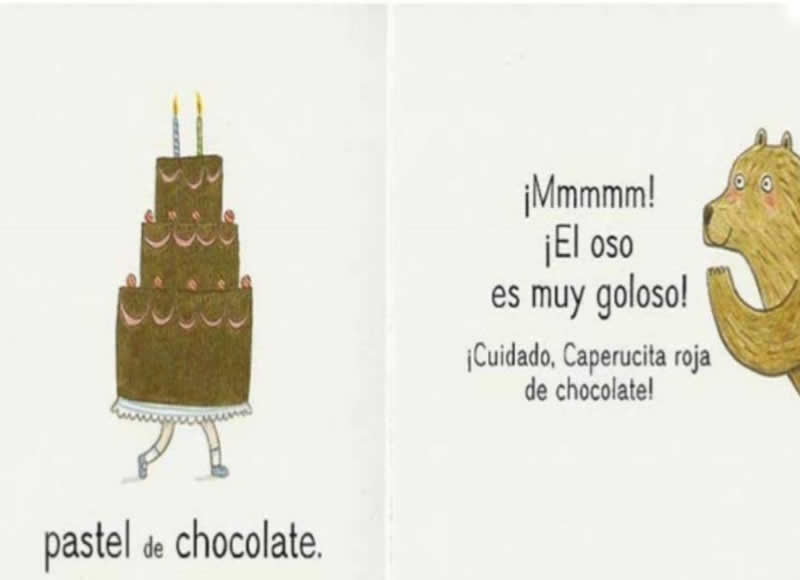 pastel de chocolate.
¡Mmmmm!
¡El oso
es muy goloso!
¡Cuidado, Caperucita roja
de chocolate!